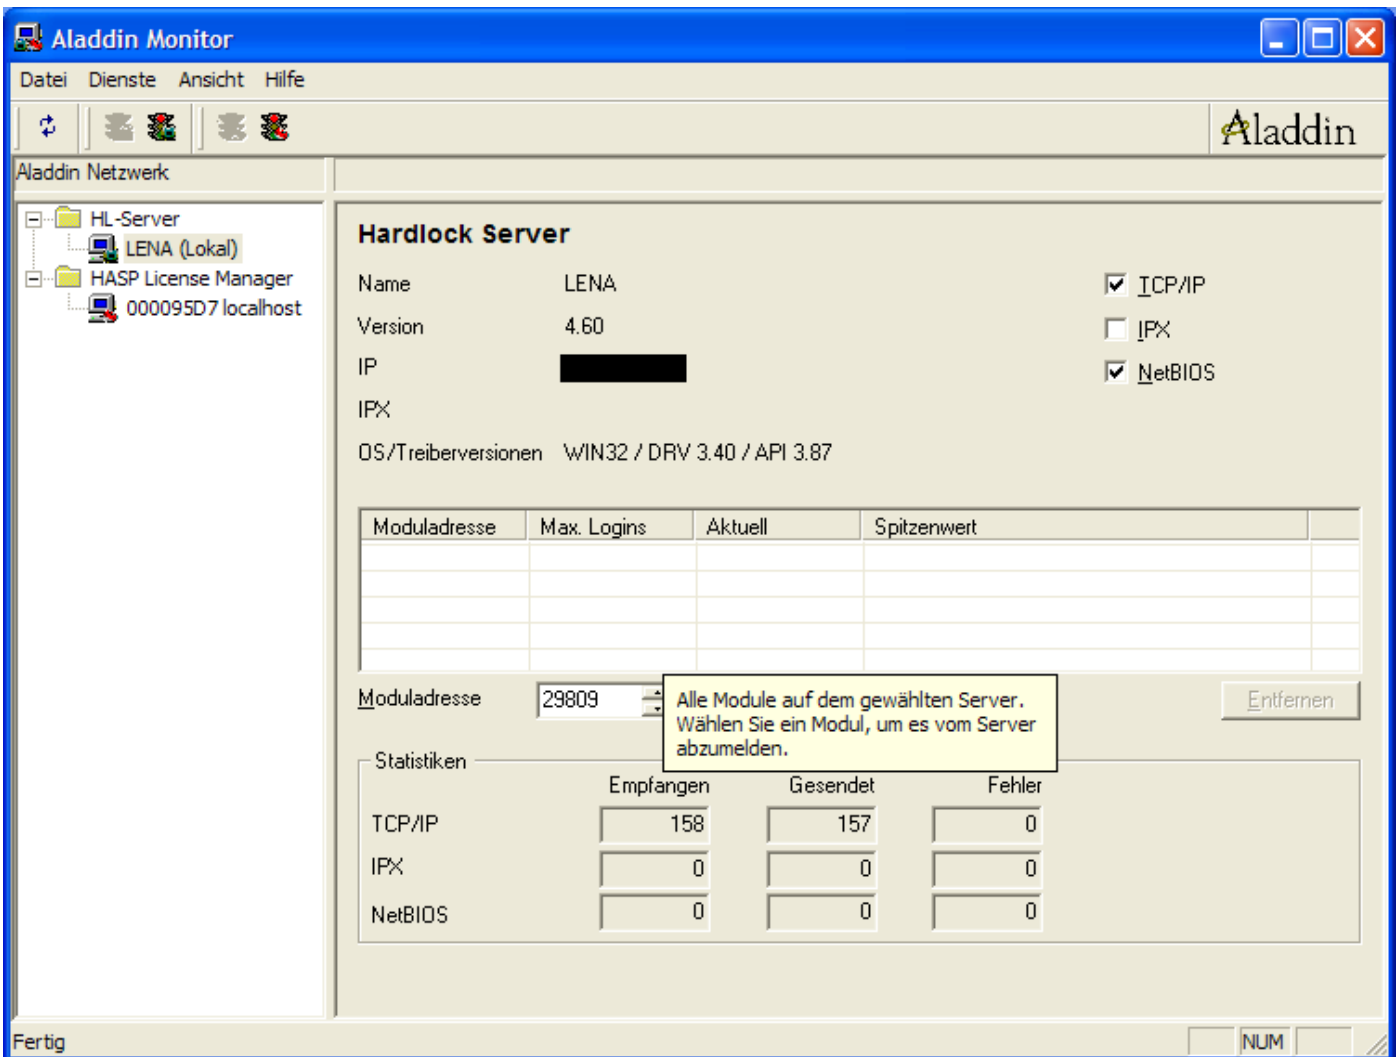 Aladdin Monitor
Datei Dienste Ansicht Hilfe
Aladdin
Aladdin Netzwerk
HL-Server
LENA (Lokal)
HASP License Manager
000095D7 localhost
Hardlock Server
Name LENA
TCP/IP
Version 4.60
IPX
IP
NetBIOS
IPX
OS/Treiberversionen WIN32 / DRV 3.40 / API 3.87
Moduladresse Max. Logins Aktuell Spitzenwert
Moduladresse 29809
Entfernen
Alle Module auf dem gewählten Server.
Wählen Sie ein Modul, um es vom Server
abzumelden.
Statistiken
Empfangen Gesendet Fehler
TCP/IP 158 157 0
IPX 0 0 0
NetBIOS 0 0 0
Fertig NUM